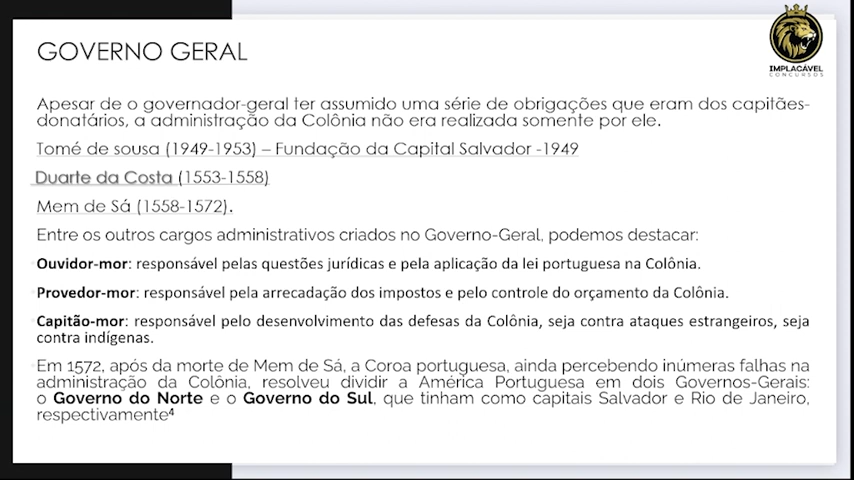 GOVERNO GERAL
IMPLACÁVEL
CONCURSOS
Apesar de o governador-geral ter assumido uma série de obrigações que eram dos capitães-
donatários, a administração da Colônia não era realizada somente por ele.
Tomé de sousa (1949-1953) – Fundação da Capital Salvador -1949
Duarte da Costa (1553-1558)
Mem de Sá (1558-1572).
Entre os outros cargos administrativos criados no Governo-Geral, podemos destacar:
Ouvidor-mor: responsável pelas questões jurídicas e pela aplicação da lei portuguesa na Colônia.
Provedor-mor: responsável pela arrecadação dos impostos e pelo controle do orçamento da Colônia.
Capitão-mor: responsável pelo desenvolvimento das defesas da Colônia, seja contra ataques estrangeiros, seja
contra indígenas.
Em 1572, após da morte de Mem de Sá, a Coroa portuguesa, ainda percebendo inúmeras falhas na
administração da Colônia, resolveu dividir a América Portuguesa em dois Governos-Gerais:
o Governo do Norte e o Governo do Sul, que tinham como capitais Salvador e Rio de Janeiro,
respectivamente⁴